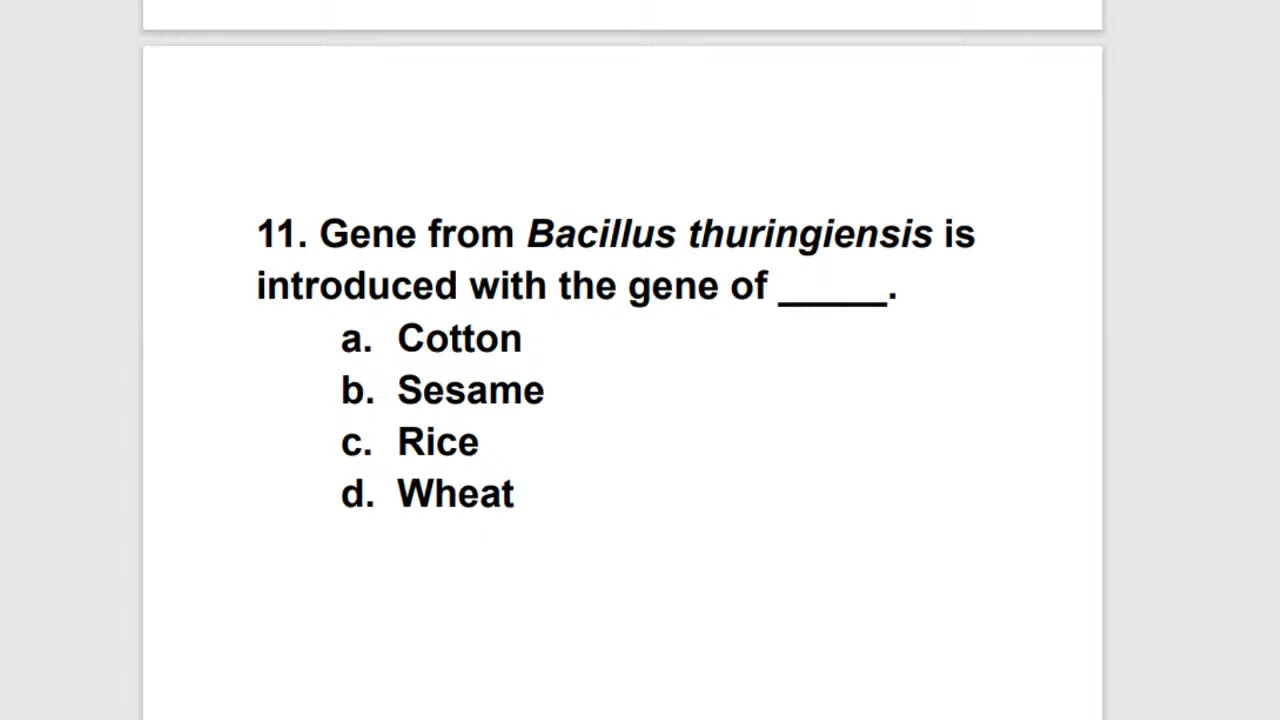 11. Gene from Bacillus thuringiensis is
introduced with the gene of _____.
a. Cotton
b. Sesame
c. Rice
d. Wheat